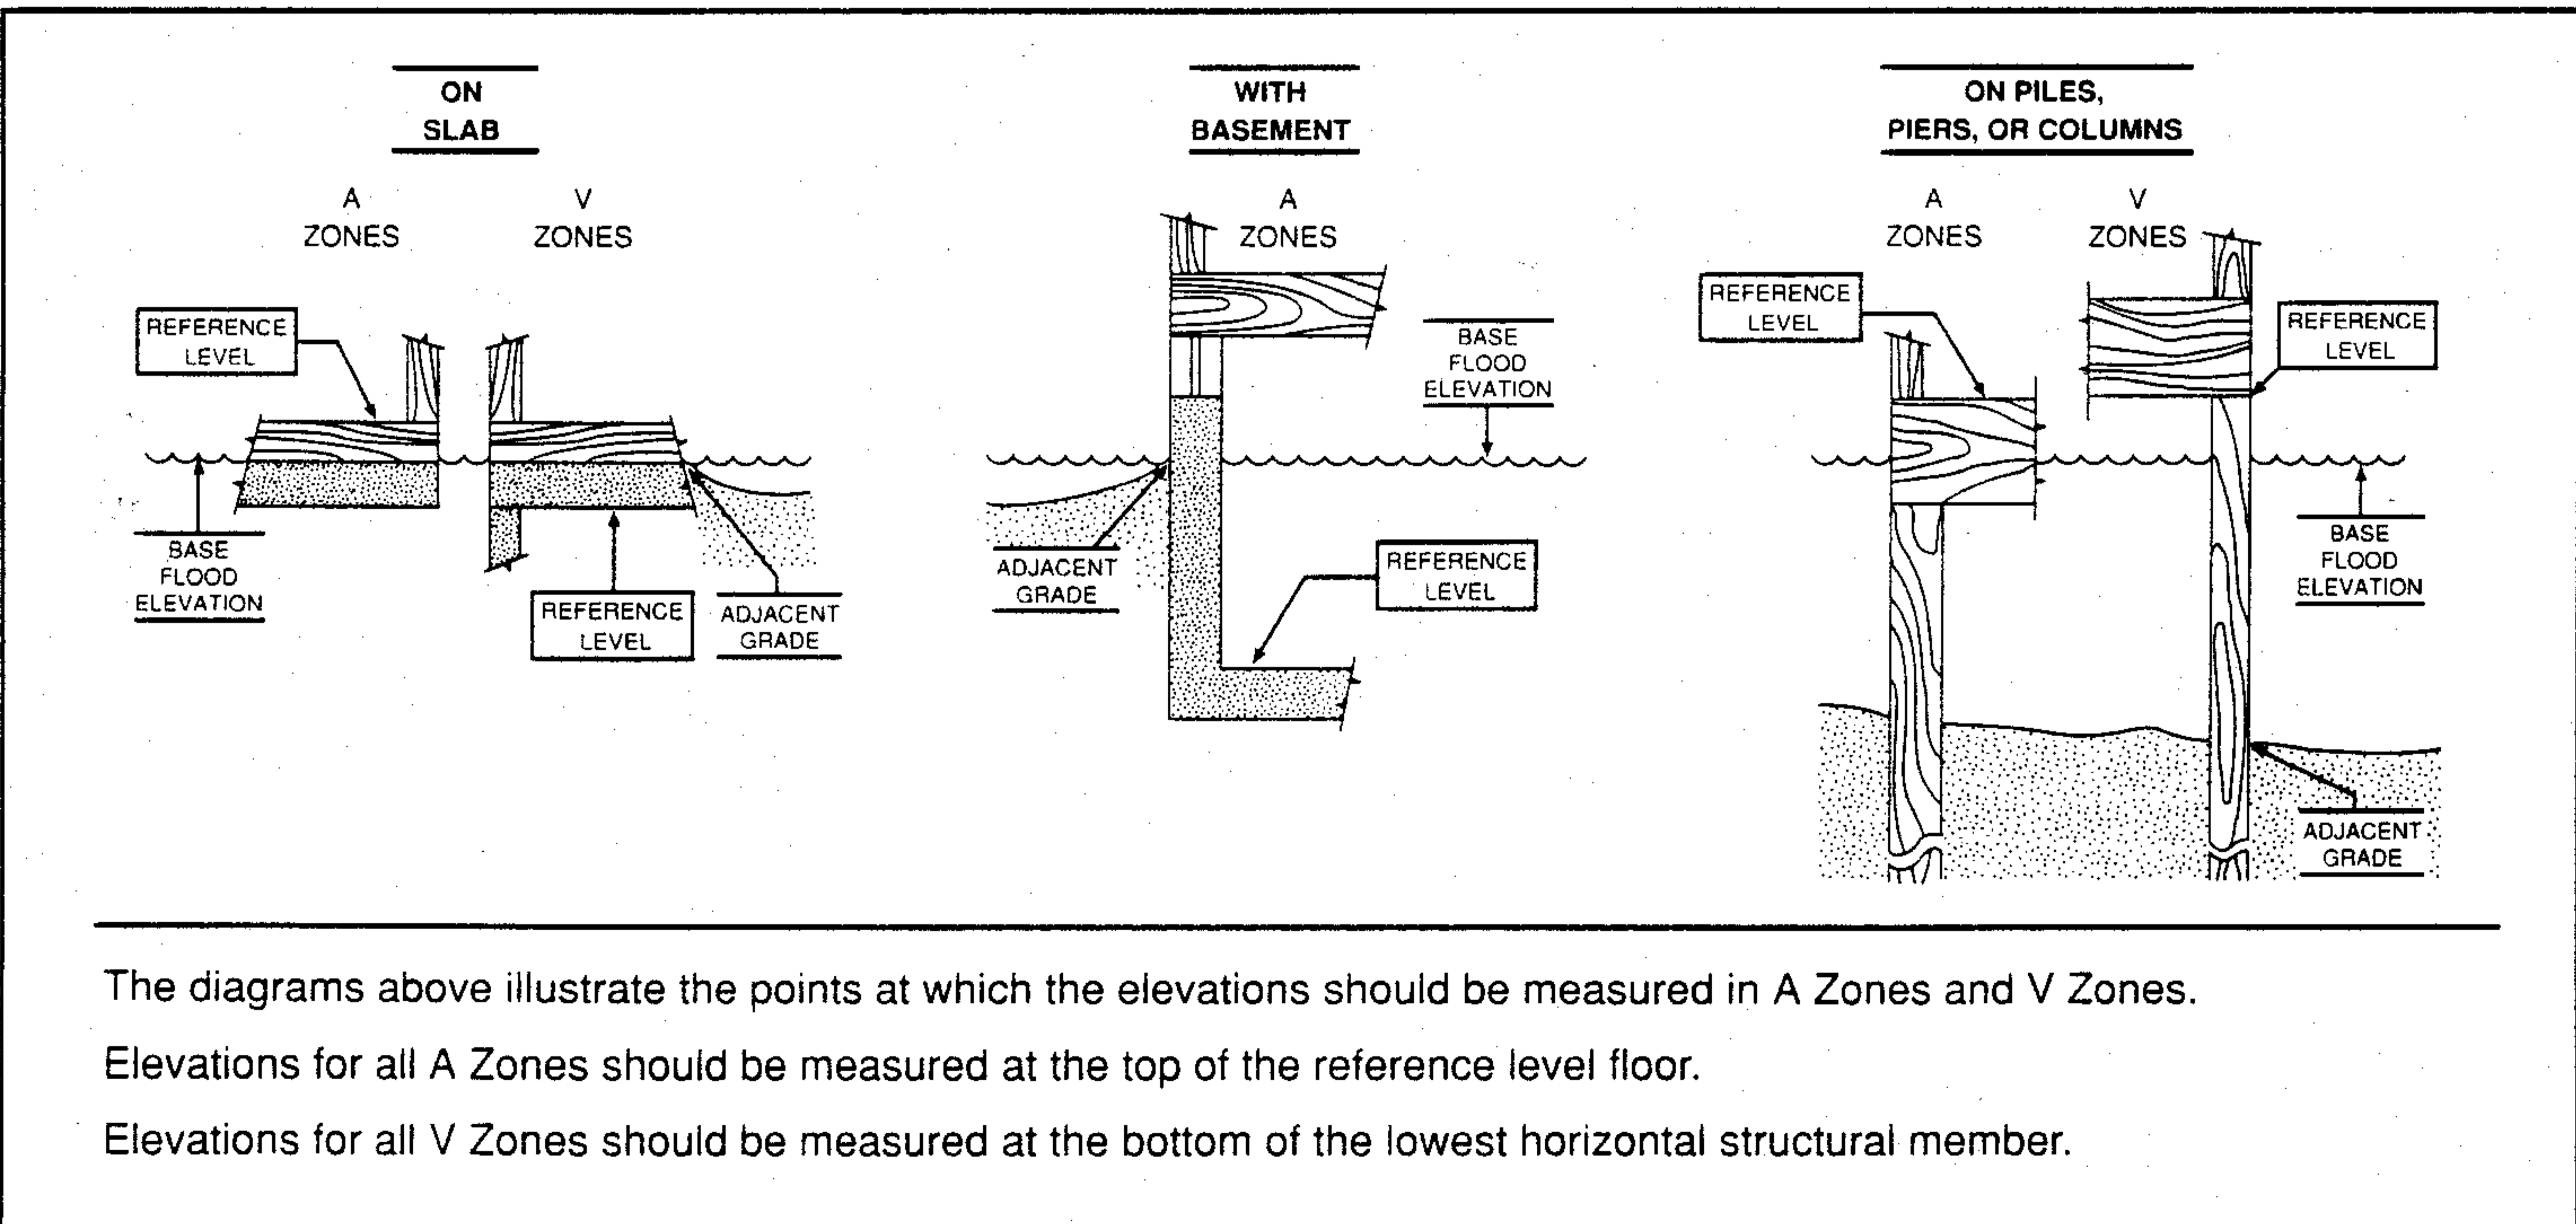 ON
SLAB
A
ZONES
V
ZONES
REFERENCE
LEVEL
BASE
FLOOD
ELEVATION
REFERENCE
LEVEL
ADJACENT
GRADE
WITH
BASEMENT
A
ZONES
BASE
FLOOD
ELEVATION
ADJACENT
GRADE
REFERENCE
LEVEL
ON PILES,
PIERS, OR COLUMNS
A
ZONES
V
ZONES
REFERENCE
LEVEL
REFERENCE
LEVEL
BASE
FLOOD
ELEVATION
ADJACENT
GRADE
The diagrams above illustrate the points at which the elevations should be measured in A Zones and V Zones.
Elevations for all A Zones should be measured at the top of the reference level floor.
Elevations for all V Zones should be measured at the bottom of the lowest horizontal structural member.